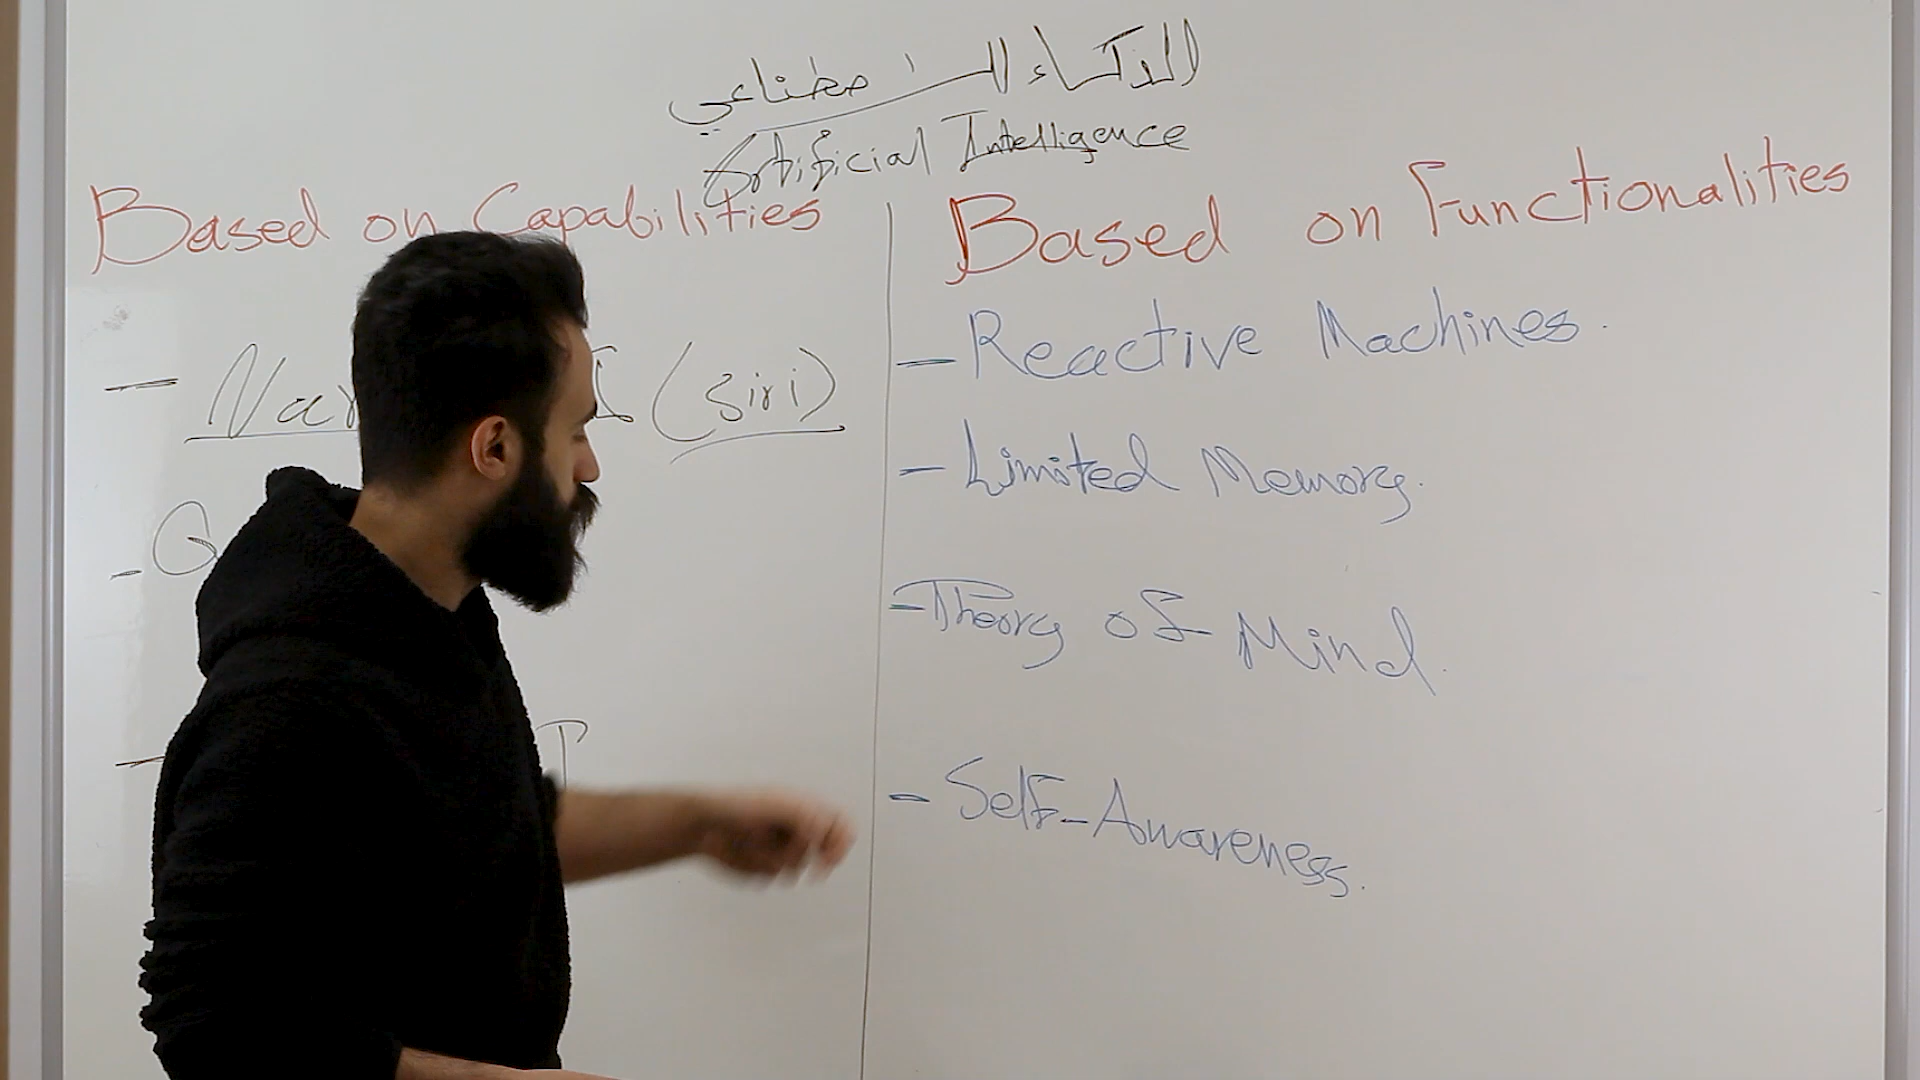 الذكاء الاصطناعي
Artificial Intelligence
Based on Capabilities
- (Siri)
Based on Functionalities
- Reactive Machines.
- Limited Memory.
- Theory of Mind.
- Self-Awareness.